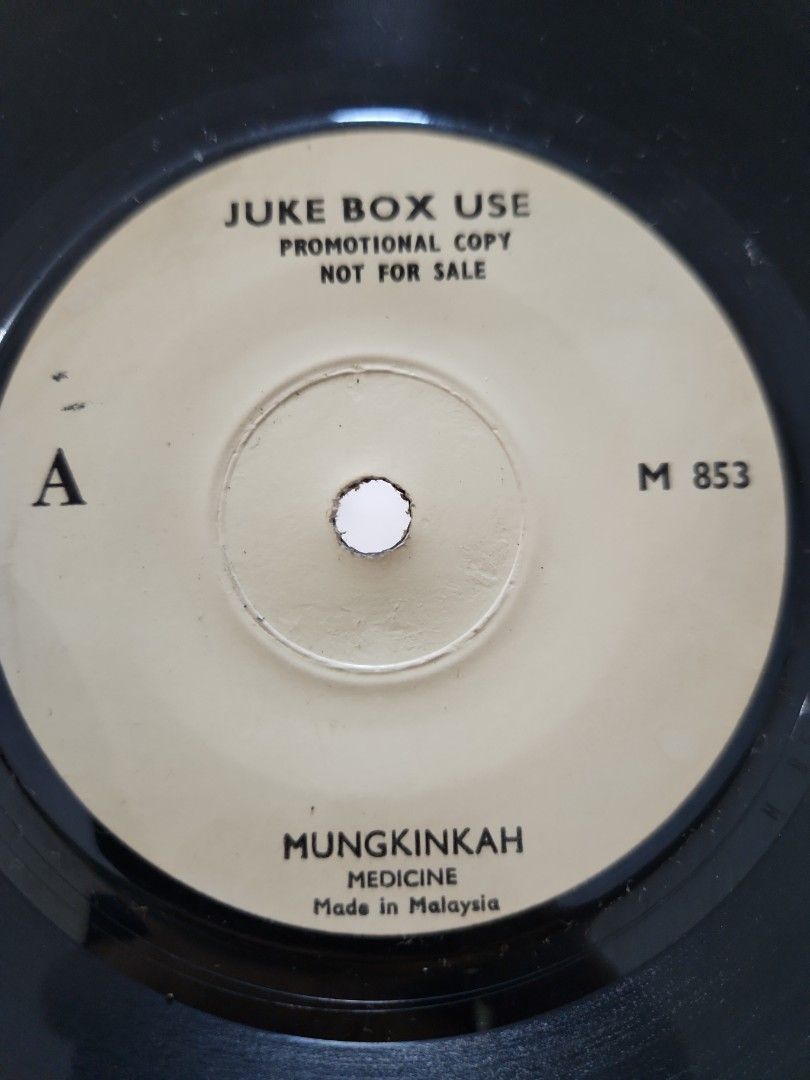 JUKE BOX USE
PROMOTIONAL COPY
NOT FOR SALE
A
M 853
MUNGKINKAH
MEDICINE
Made in Malaysia